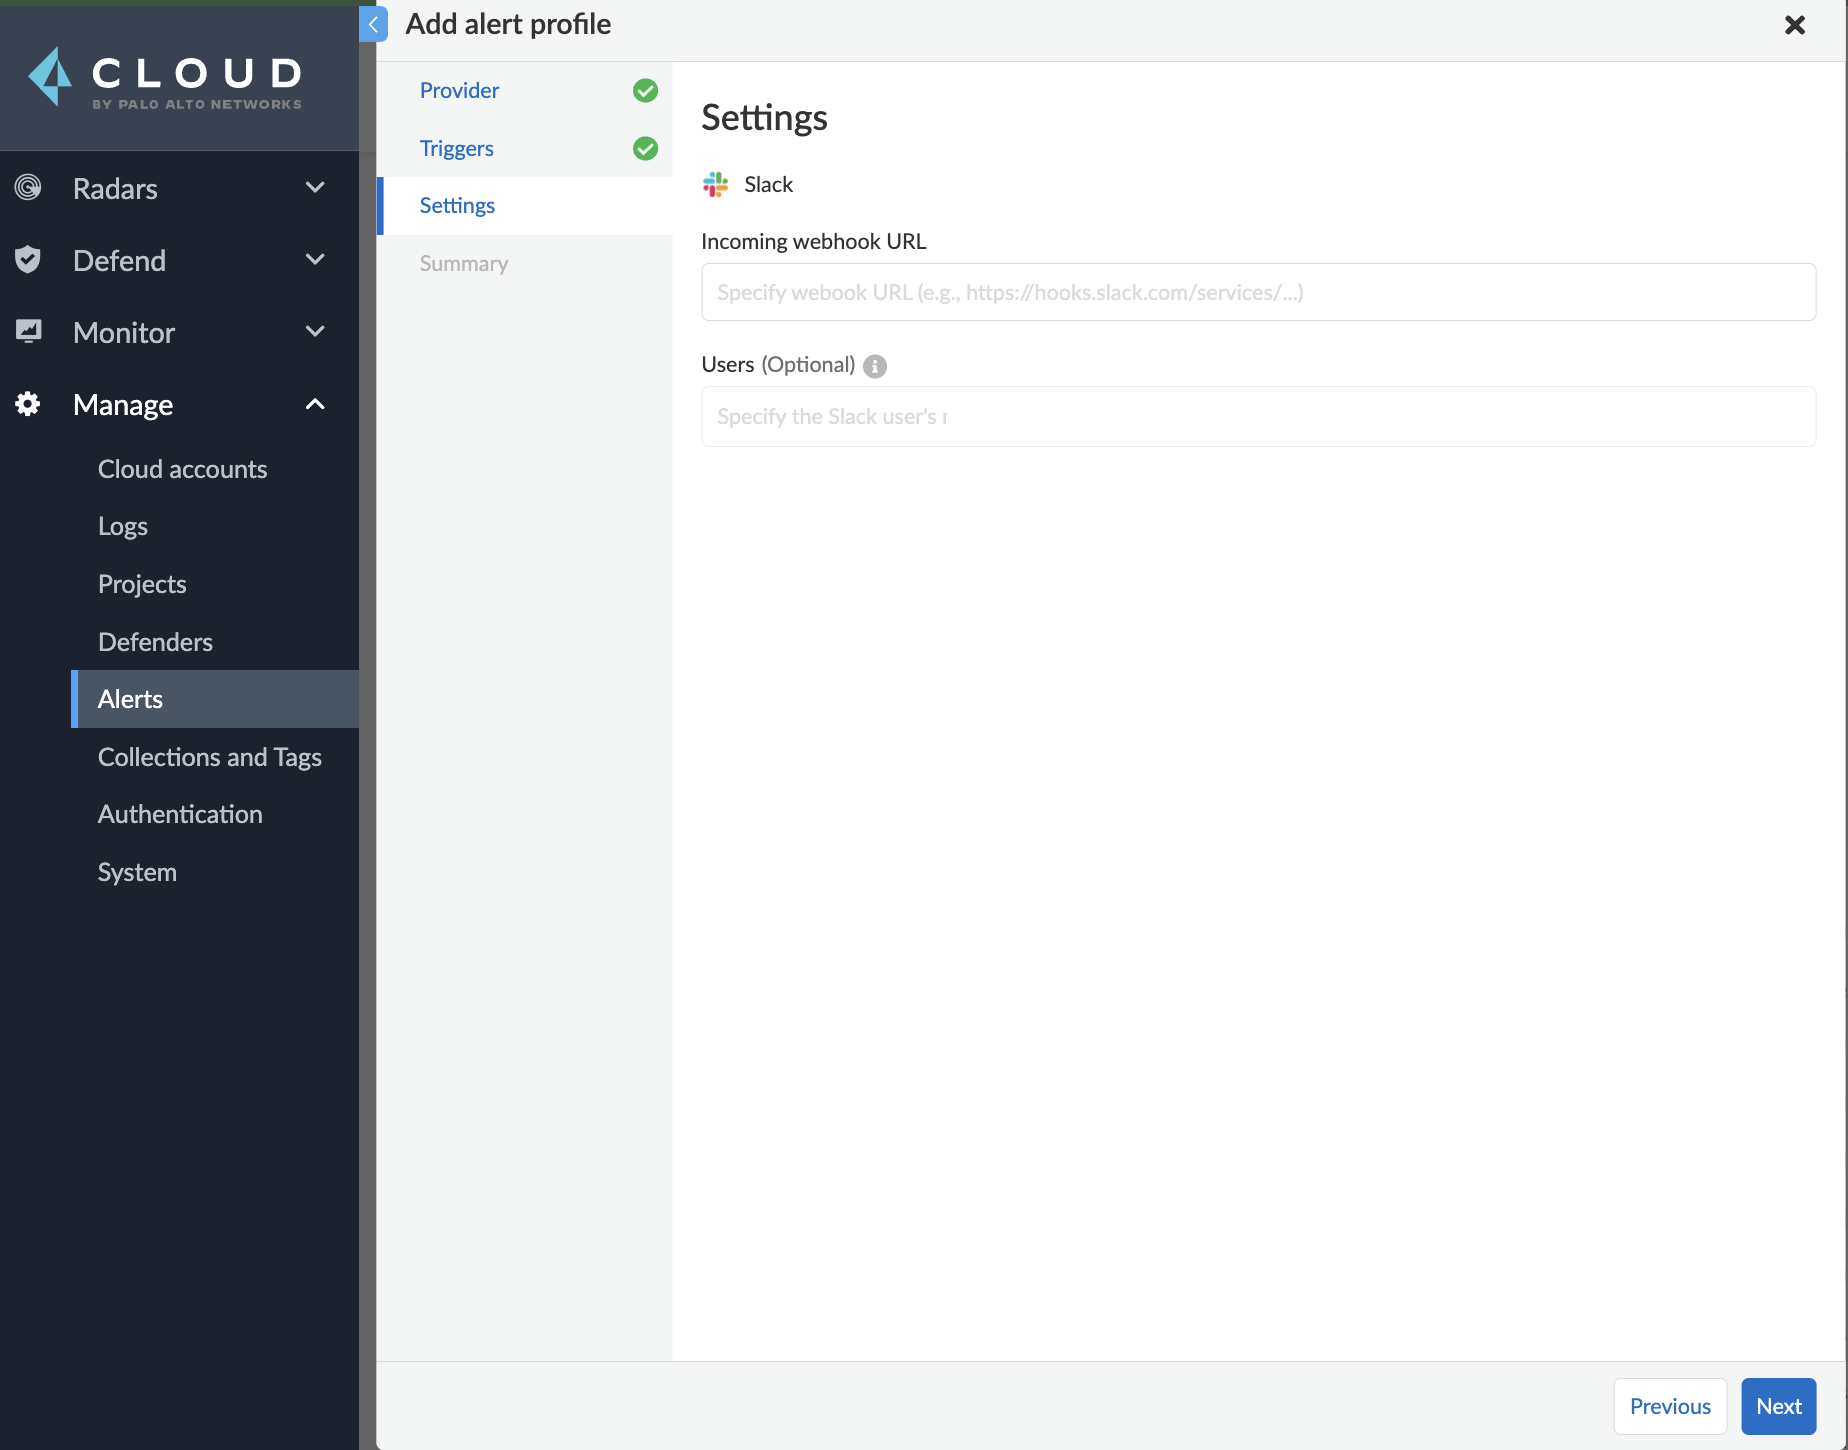 CLOUD
BY PALO ALTO NETWORKS
Radars
Defend
Monitor
Manage
Cloud accounts
Logs
Projects
Defenders
Alerts
Collections and Tags
Authentication
System
Add alert profile
Provider
Triggers
Settings
Summary
Settings
Slack
Incoming webhook URL
Specify webook URL (e.g., https://hooks.slack.com/services/...)
Users (Optional)
Specify the Slack user's
Previous
Next